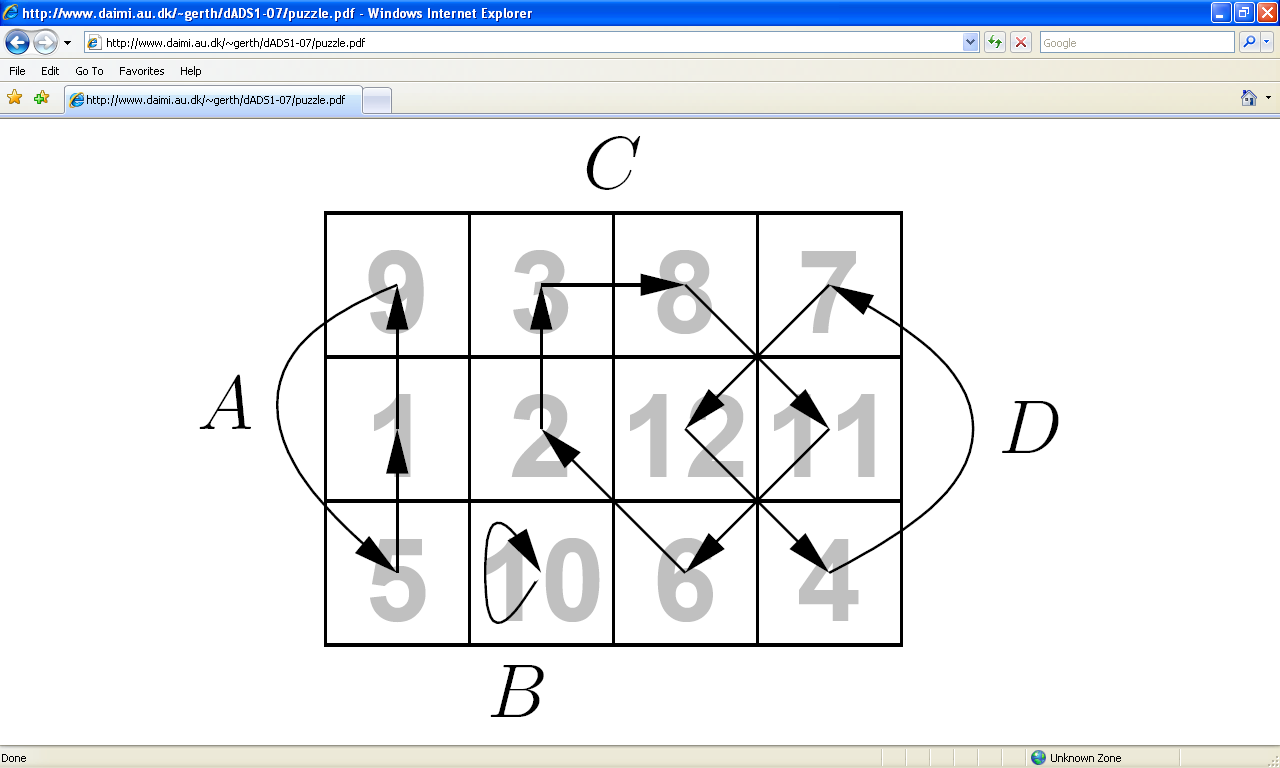 http://www.daimi.au.dk/~gerth/dADS1-07/puzzle.pdf - Windows Internet Explorer
http://www.daimi.au.dk/~gerth/dADS1-07/puzzle.pdf
Google
File Edit Go To Favorites Help
http://www.daimi.au.dk/~gerth/dADS1-07/puzzle.pdf
C
9 3 8 7
A 1 2 12 11 D
5 10 6 4
B
Done Unknown Zone